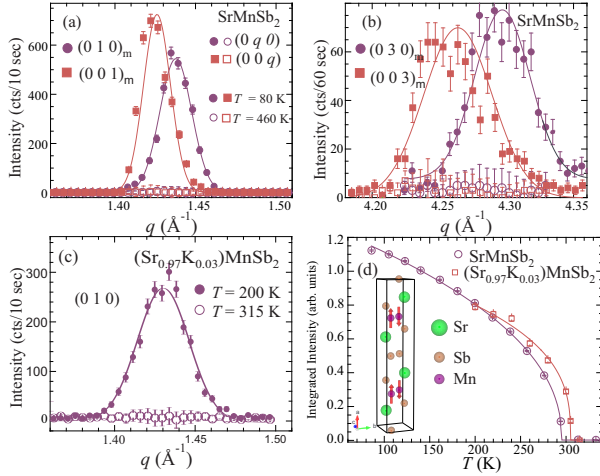 (a)
SrMnSb2
(0 1 0)m
(0 0 1)m
(0 q 0)
(0 0 q)
T = 80 K
T = 460 K
Intensity (cts/10 sec)
600
400
200
0
1.40
1.45
1.50
q (Å-1)
(b)
SrMnSb2
(0 3 0)m
(0 0 3)m
Intensity (cts/60 sec)
80
60
40
20
0
4.20
4.25
4.30
4.35
q (Å-1)
(c)
(Sr0.97K0.03)MnSb2
(0 1 0)
T = 200 K
T = 315 K
Intensity (cts/10 sec)
300
200
100
0
1.40
1.45
1.50
q (Å-1)
(d)
SrMnSb2
(Sr0.97K0.03)MnSb2
Sr
Sb
Mn
a
Integrated Intensity (arb. units)
1.2
1.0
0.8
0.6
0.4
0.2
0.0
100
150
200
250
300
T (K)